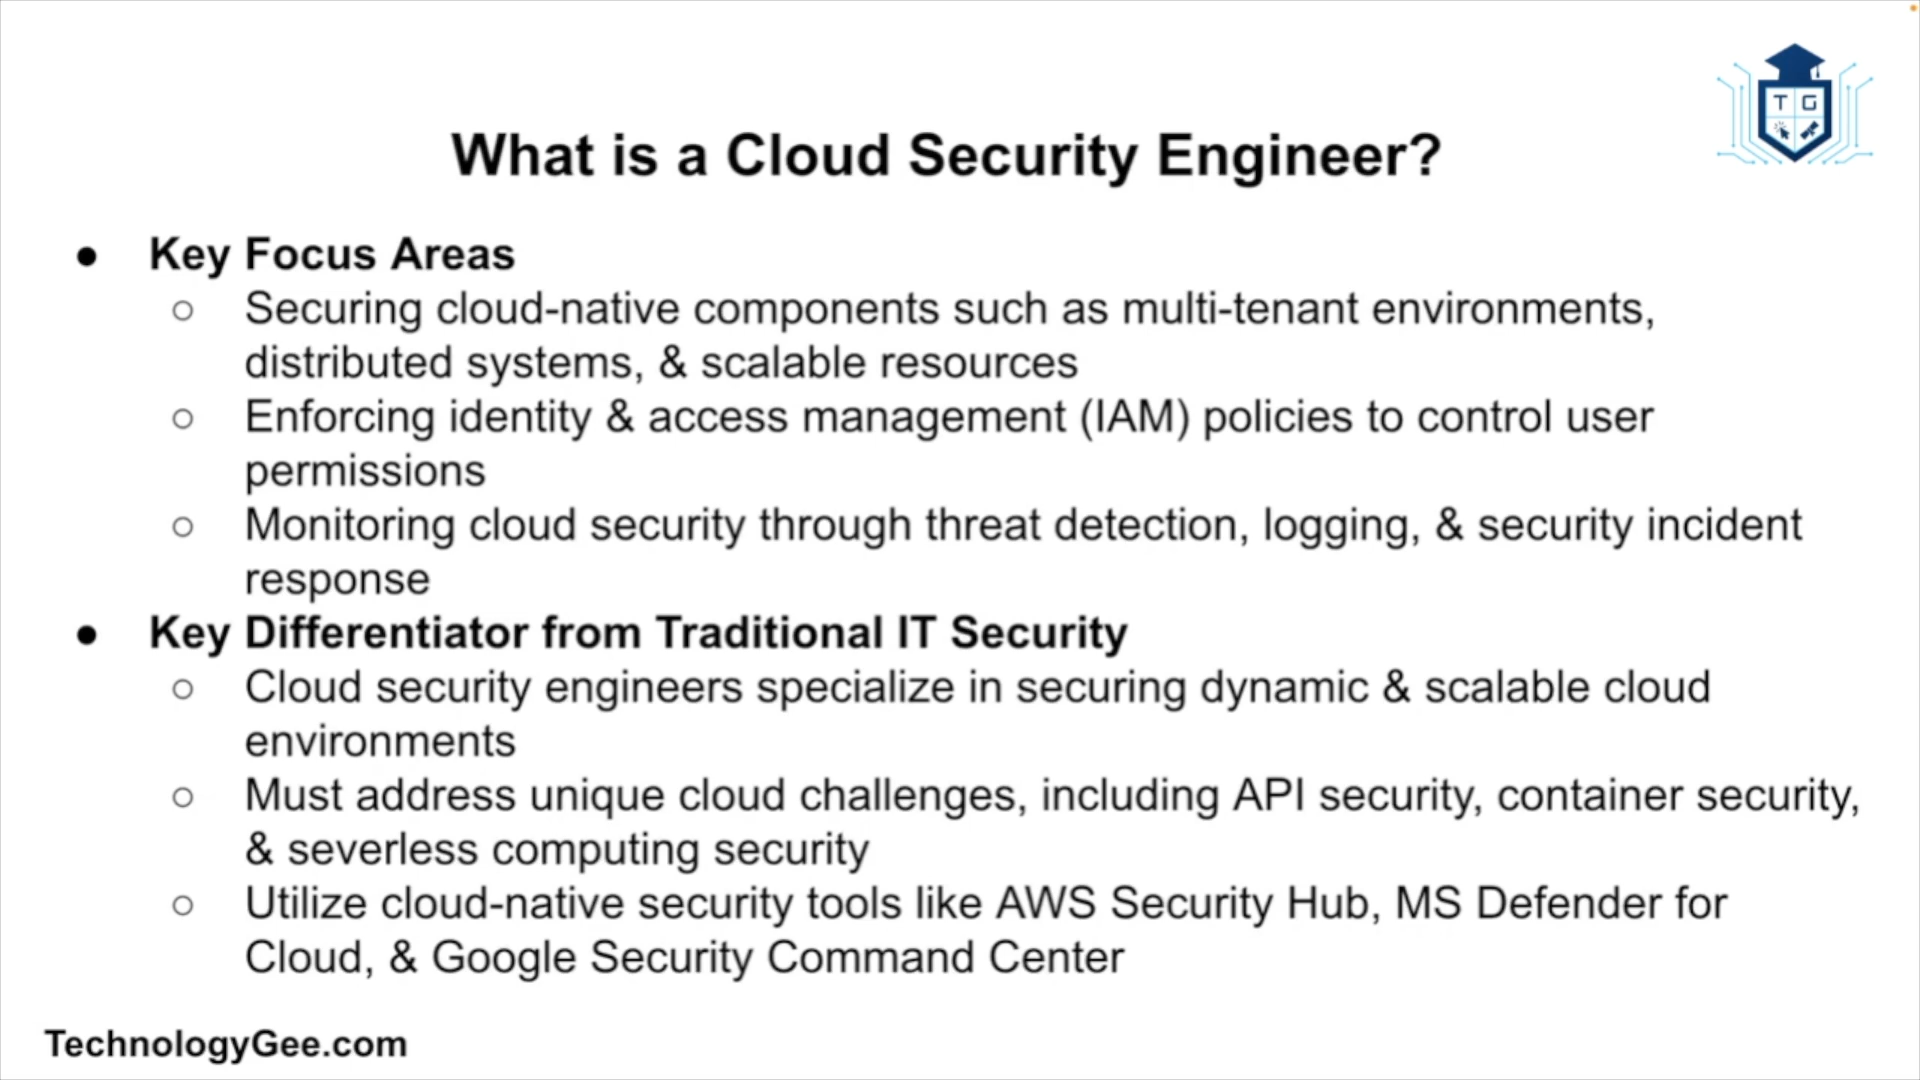 T G
What is a Cloud Security Engineer?
● Key Focus Areas
○ Securing cloud-native components such as multi-tenant environments,
distributed systems, & scalable resources
○ Enforcing identity & access management (IAM) policies to control user
permissions
○ Monitoring cloud security through threat detection, logging, & security incident
response
● Key Differentiator from Traditional IT Security
○ Cloud security engineers specialize in securing dynamic & scalable cloud
environments
○ Must address unique cloud challenges, including API security, container security,
& severless computing security
○ Utilize cloud-native security tools like AWS Security Hub, MS Defender for
Cloud, & Google Security Command Center
TechnologyGee.com